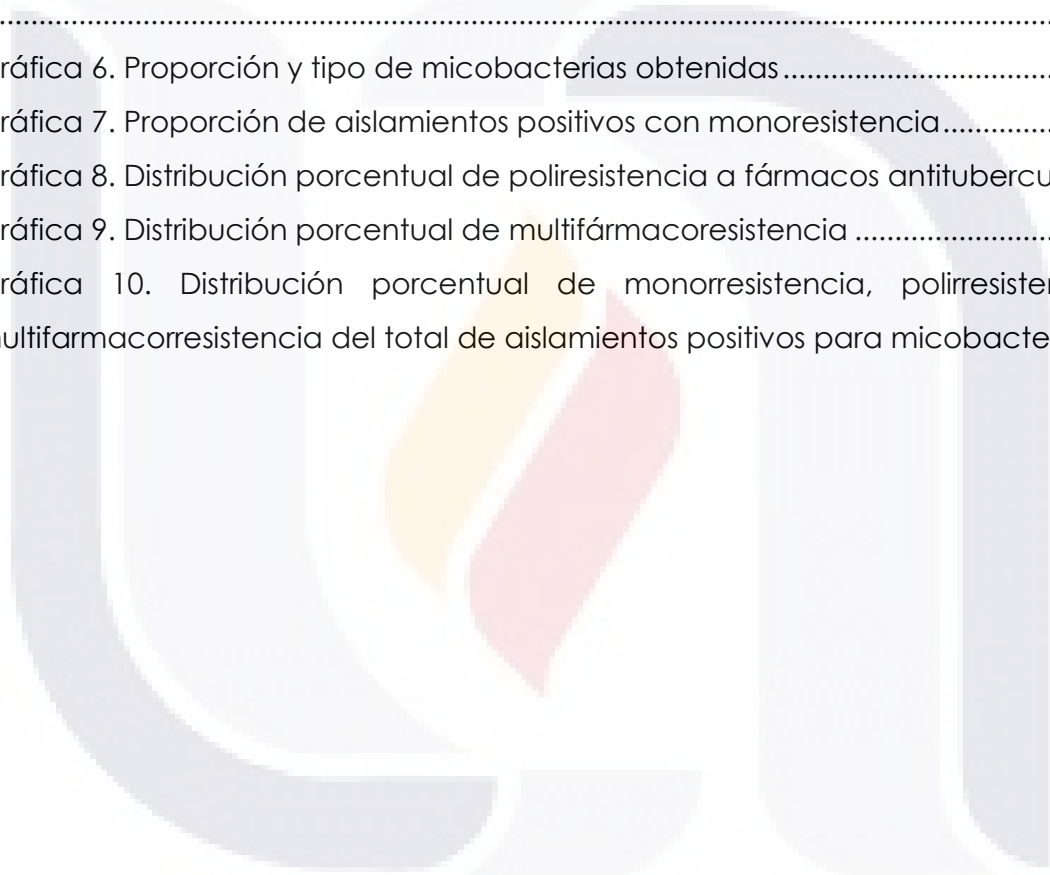 ....................................................................................................
ráfica 6. Proporción y tipo de micobacterias obtenidas..............................
ráfica 7. Proporción de aislamientos positivos con monoresistencia............
ráfica 8. Distribución porcentual de poliresistencia a fármacos antitubercu
ráfica 9. Distribución porcentual de multifármacoresistencia ......................
ráfica 10. Distribución porcentual de monorresistencia, polirresister
ultifarmacorresistencia del total de aislamientos positivos para micobacte